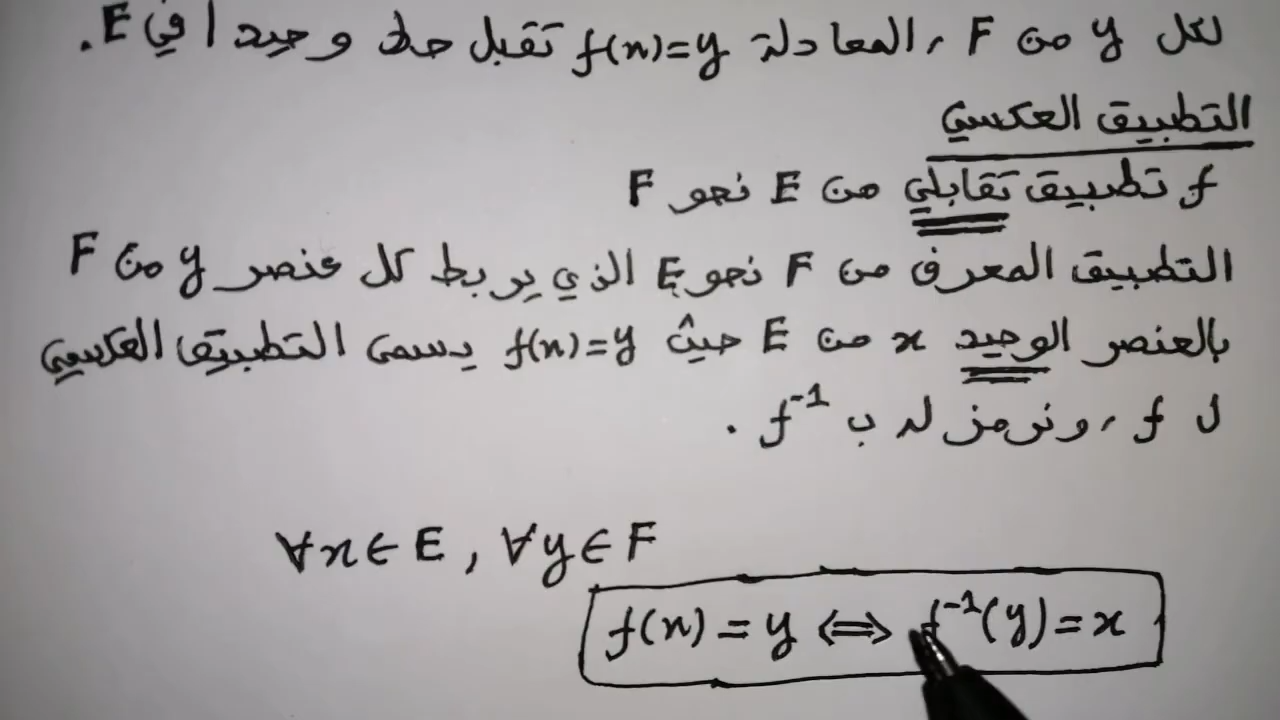 لكل y من F، المعادلة f(x)=y تقبل حلا وحيدا في E.
التطبيق العكسي
f تطبيق تقابلي من E نحو F
التطبيق المعرف من F نحو E الذي يربط كل عنصر y من F
بالعنصر الوحيد x من E حيث f(x)=y يسمى التطبيق العكسي
ل f، ونرمز له ب f⁻¹.
∀x∈E, ∀y∈F
f(x)=y ⟺ f⁻¹(y)=x